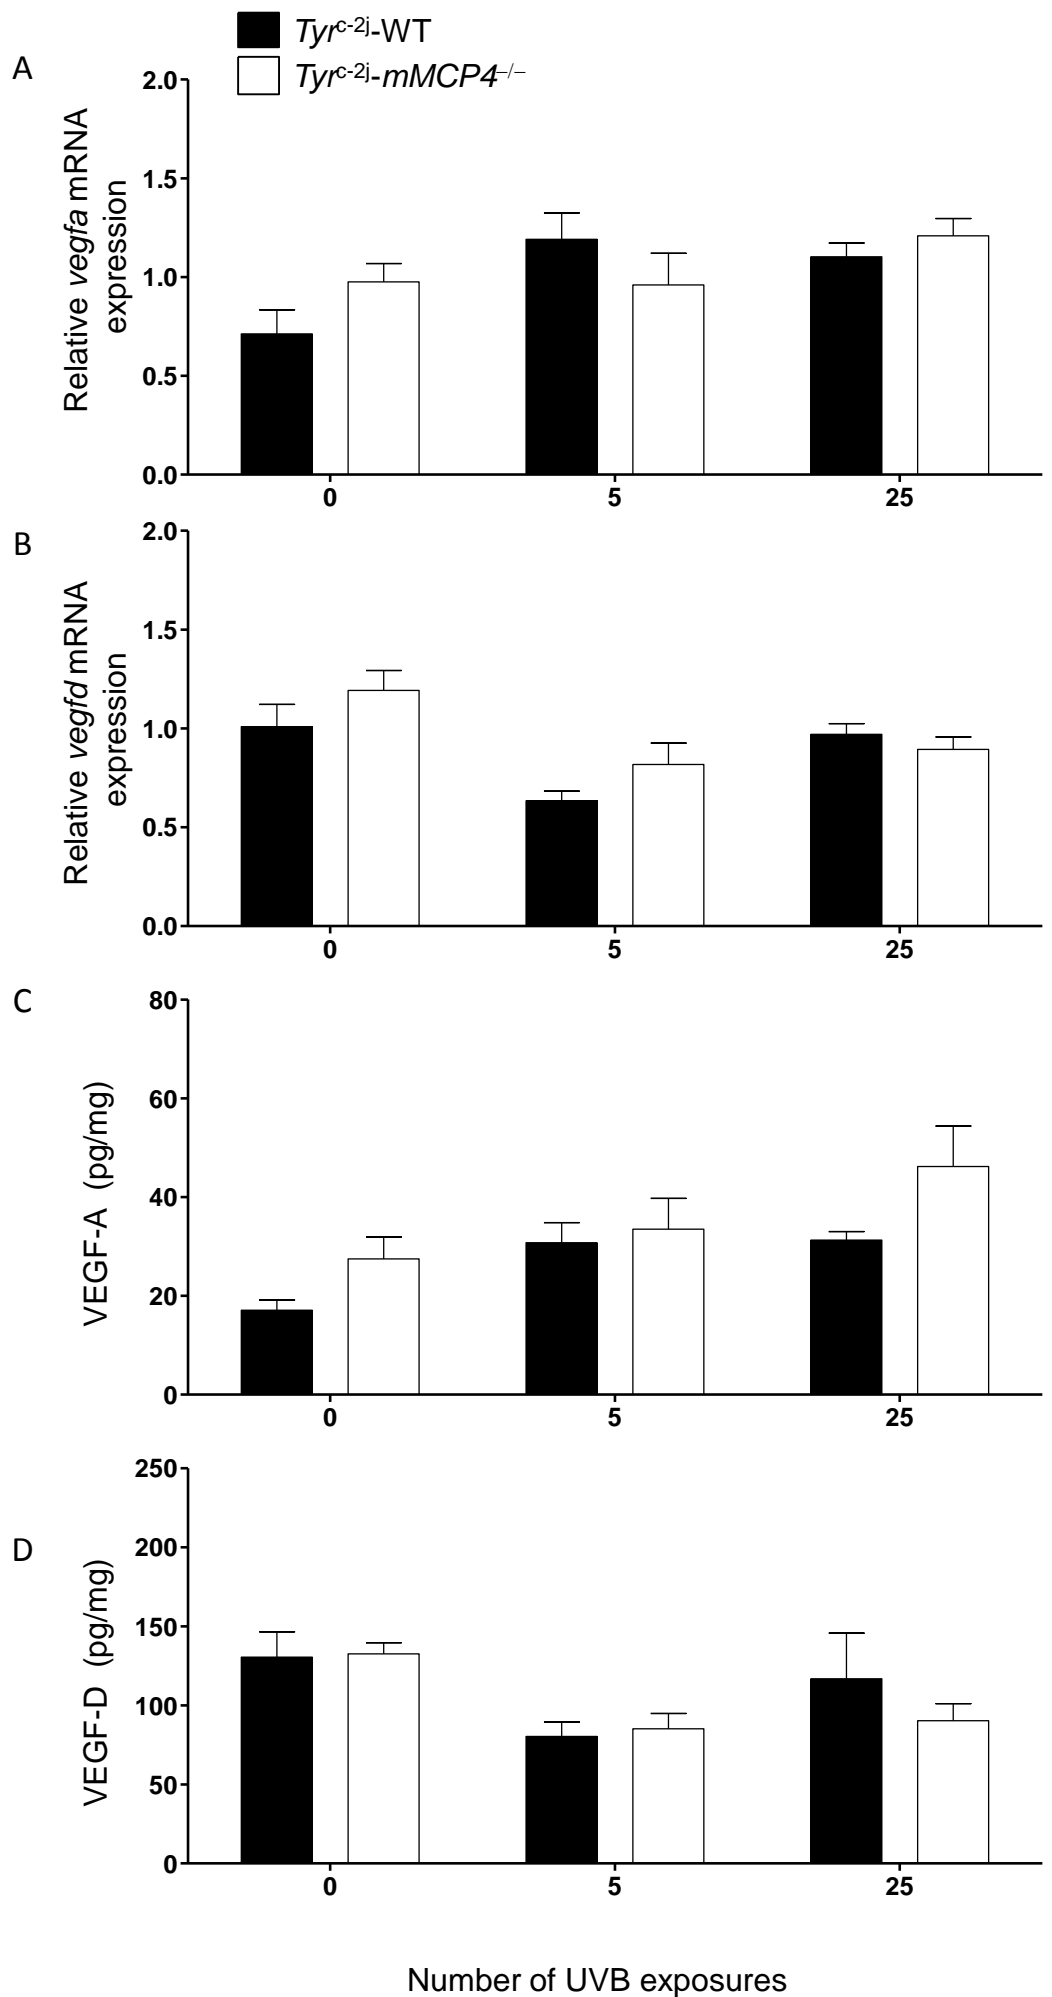 Tyrc-2j-WT
Tyrc-2j-mMCP4–/–
A
Relative vegfa mRNA
expression
2.0
1.5
1.0
0.5
0.0
0 5 25
B
Relative vegfd mRNA
expression
2.0
1.5
1.0
0.5
0.0
0 5 25
C
VEGF-A (pg/mg)
80
60
40
20
0
0 5 25
D
VEGF-D (pg/mg)
250
200
150
100
50
0
0 5 25
Number of UVB exposures